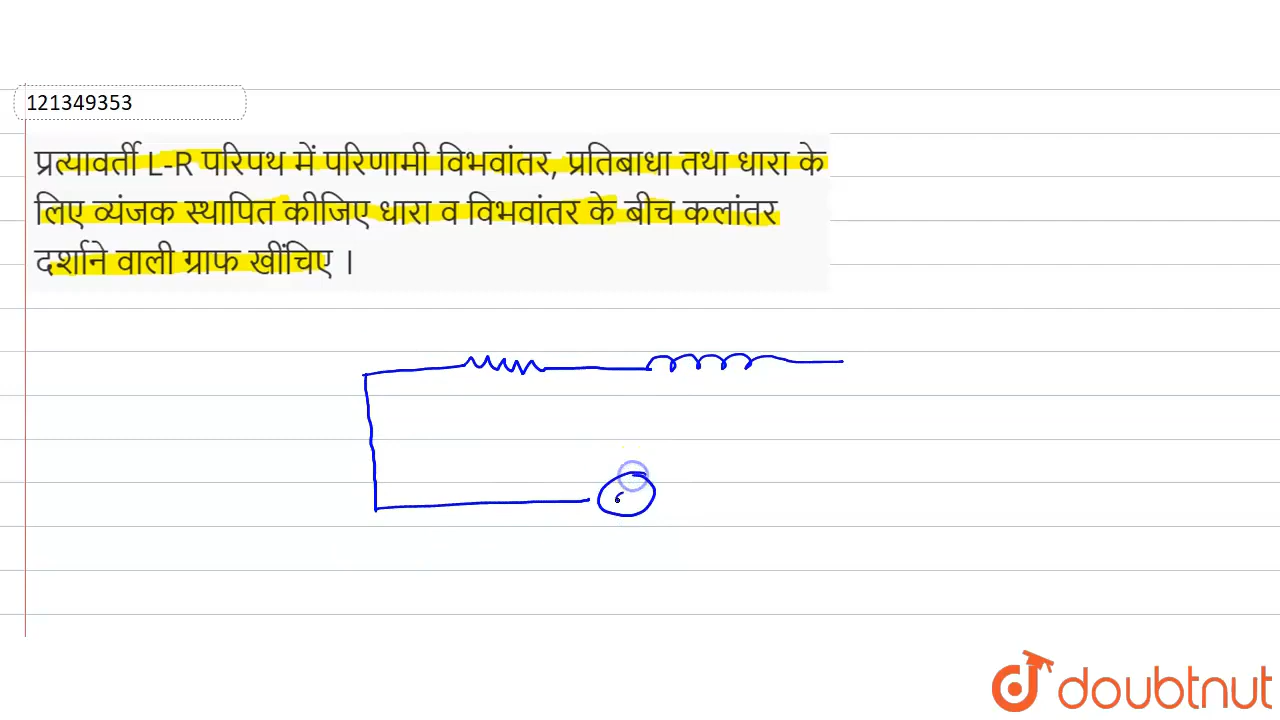 121349353
प्रत्यावर्ती L-R परिपथ में परिणामी विभवांतर, प्रतिबाधा तथा धारा के
लिए व्यंजक स्थापित कीजिए धारा व विभवांतर के बीच कलांतर
दर्शाने वाली ग्राफ खींचिए ।
doubtnut